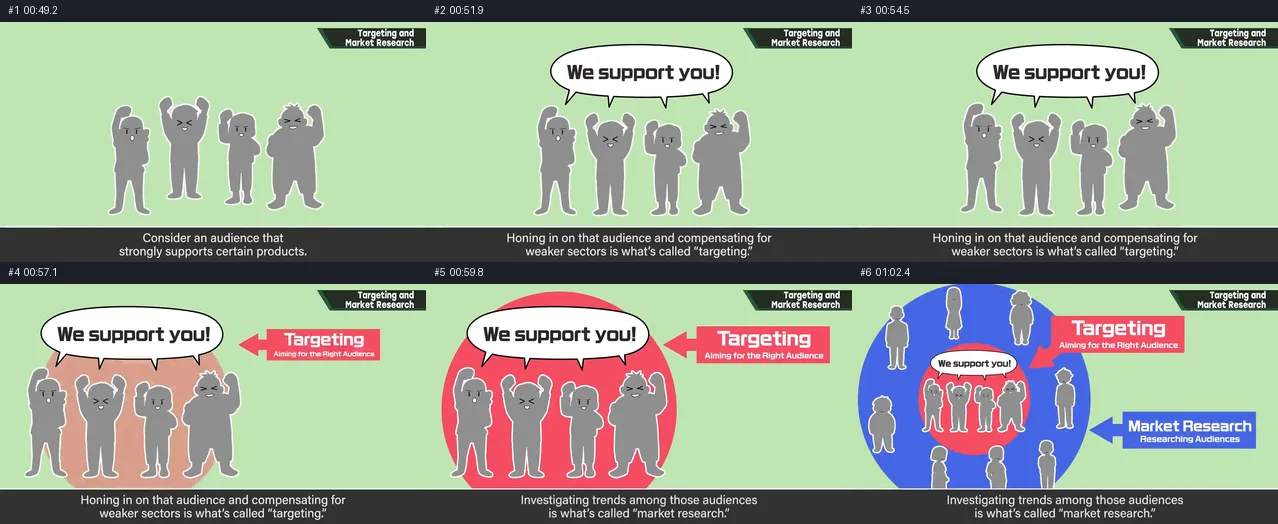 #1 00:49.2
Targeting and
Market Research
Consider an audience that
strongly supports certain products.
#2 00:51.9
Targeting and
Market Research
We support you!
Honing in on that audience and compensating for
weaker sectors is what's called “targeting.”
#3 00:54.5
Targeting and
Market Research
We support you!
Honing in on that audience and compensating for
weaker sectors is what's called “targeting.”
#4 00:57.1
Targeting and
Market Research
We support you!
Targeting
Aiming for the Right Audience
Honing in on that audience and compensating for
weaker sectors is what's called “targeting.”
#5 00:59.8
Targeting and
Market Research
We support you!
Targeting
Aiming for the Right Audience
Investigating trends among those audiences
is what's called “market research.”
#6 01:02.4
Targeting and
Market Research
Targeting
Aiming for the Right Audience
We support you!
Market Research
Researching Audiences
Investigating trends among those audiences
is what's called “market research.”